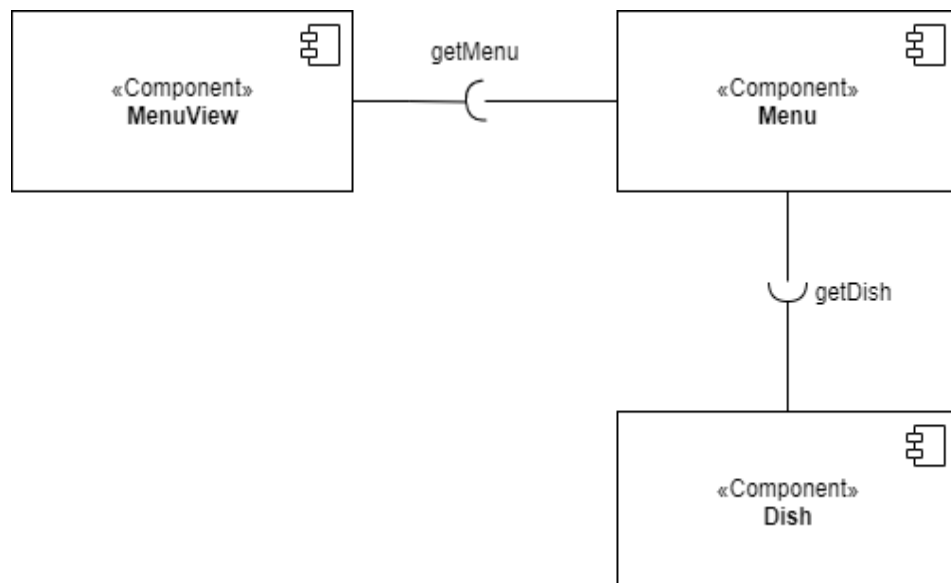 getMenu
«Component»
MenuView
«Component»
Menu
getDish
«Component»
Dish